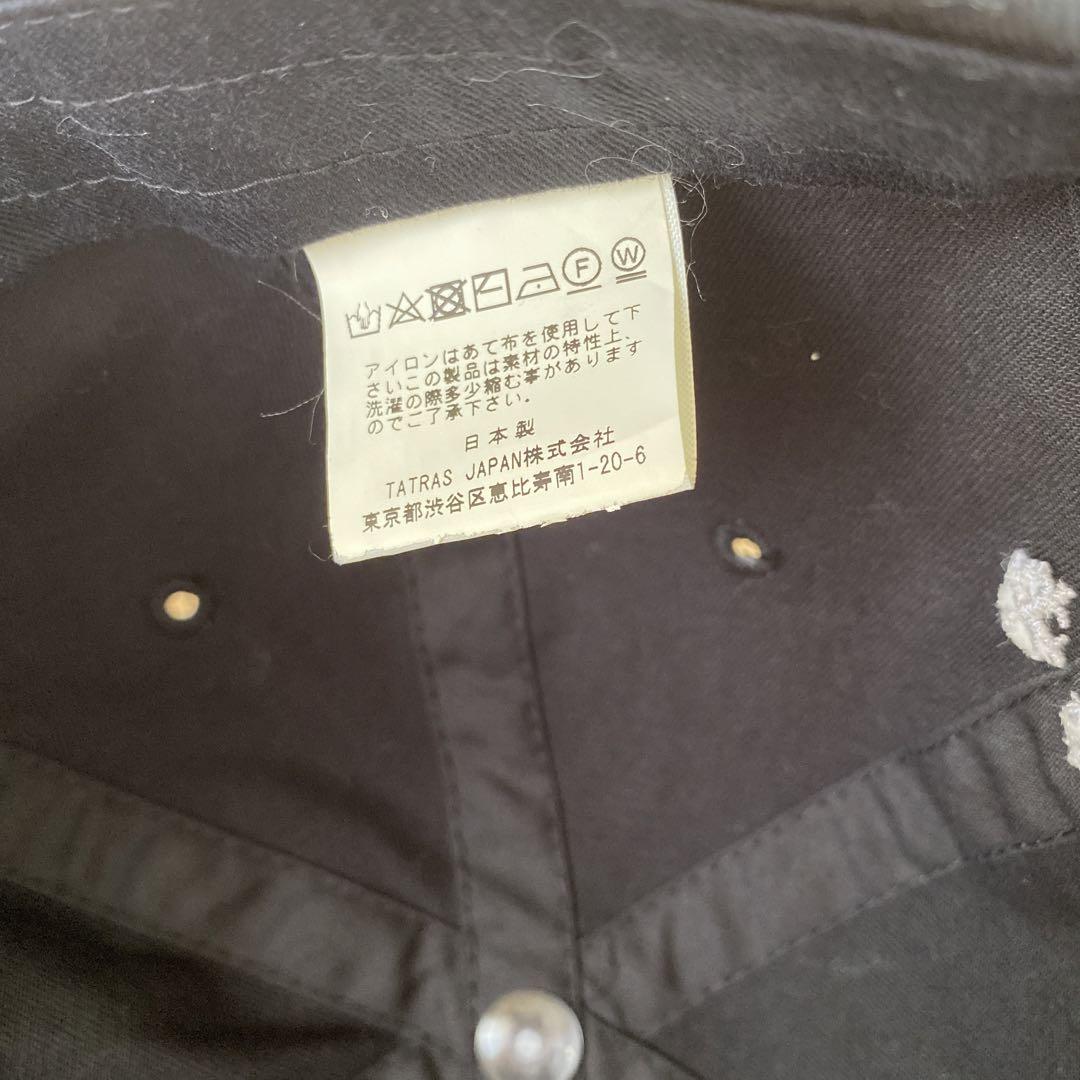 F W
アイロンはあて布を使用して下
さいこの製品は素材の特性上、
洗濯の際多少縮む事があります
のでご了承下さい。
日本製
TATRAS JAPAN株式会社
東京都渋谷区恵比寿南1-20-6